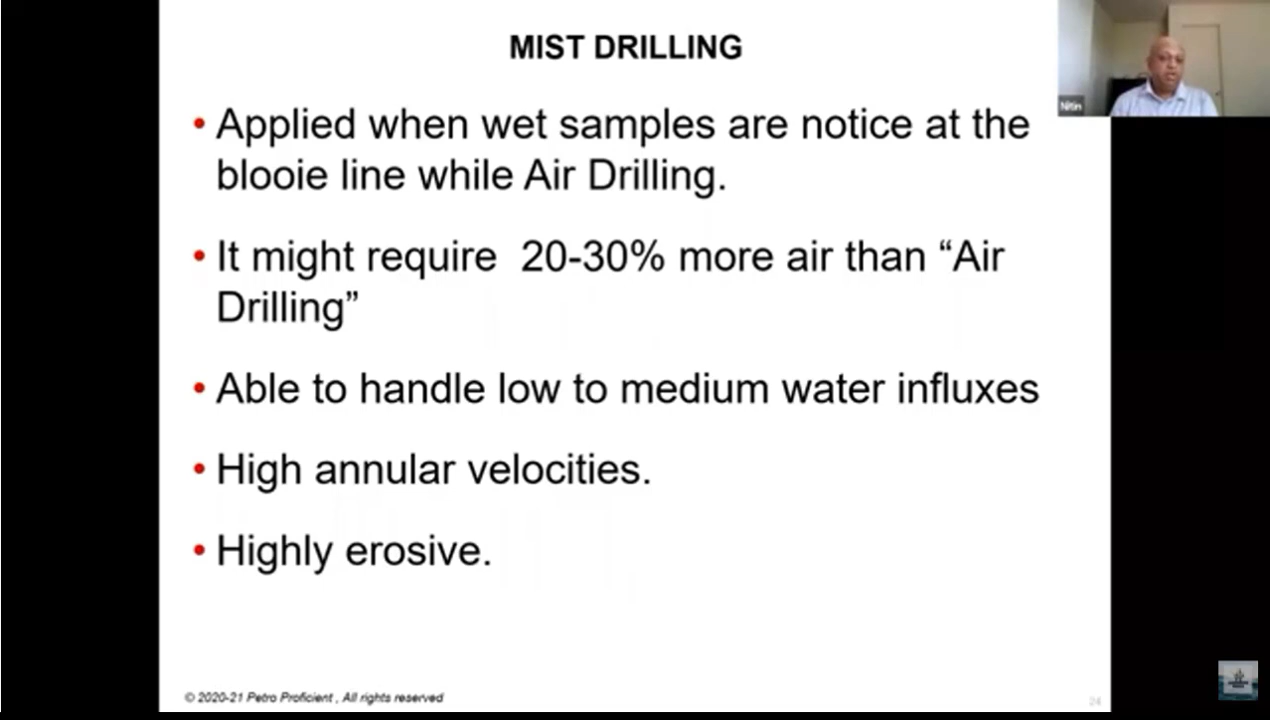 MIST DRILLING
Nitin
• Applied when wet samples are notice at the
blooie line while Air Drilling.
• It might require 20-30% more air than “Air
Drilling”
• Able to handle low to medium water influxes
• High annular velocities.
• Highly erosive.
© 2020-21 Petro Proficient , All rights reserved
24